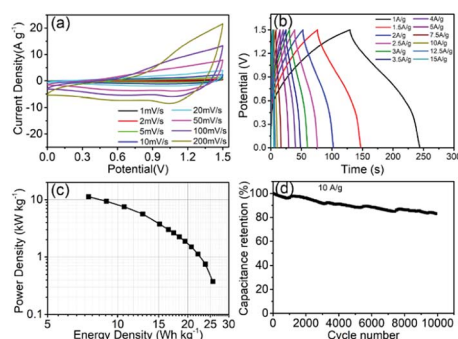 (a)
Current Density(A g⁻¹)
20
10
0
-10
-20
1mV/s 20mV/s
2mV/s 50mV/s
5mV/s 100mV/s
10mV/s 200mV/s
0.0 0.3 0.6 0.9 1.2 1.5
Potential(V)
(b)
Potential (V)
1.5
1.2
0.9
0.6
0.3
0.0
1A/g 4A/g
1.5A/g 5A/g
2A/g 7.5A/g
2.5A/g 10A/g
3A/g 12.5A/g
3.5A/g 15A/g
0 50 100 150 200 250 300
Time (s)
(c)
Power Density (kW kg⁻¹)
10
1
0.1
5 10 15 20 25 30
Energy Density (Wh kg⁻¹)
(d)
10 A/g
Capacitance retention (%)
100
80
60
40
20
0
0 2000 4000 6000 8000 10000
Cycle number